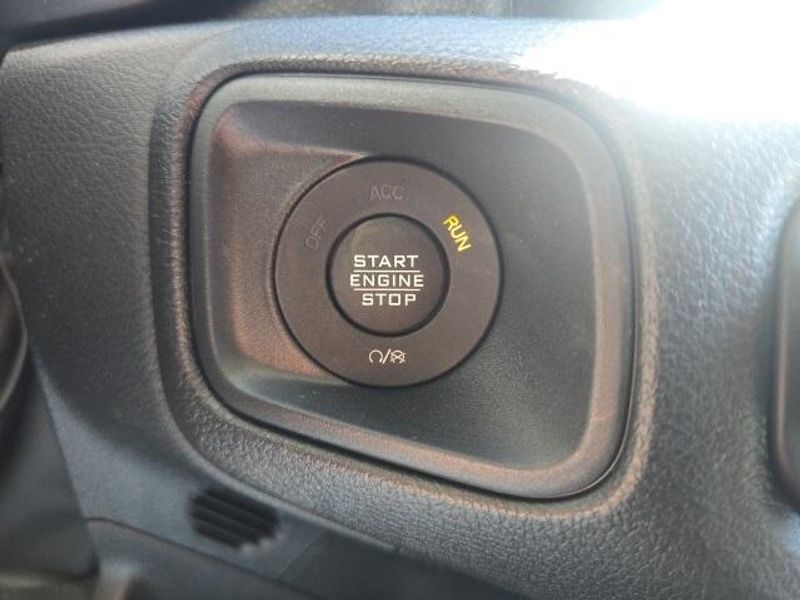 ACC
OFF
RUN
START
ENGINE
STOP